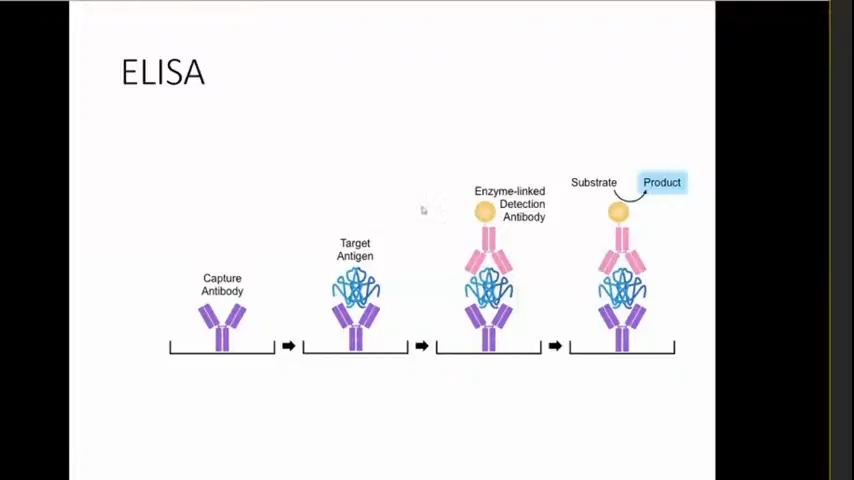 ELISA
Capture
Antibody
Target
Antigen
Enzyme-linked
Detection
Antibody
Substrate
Product